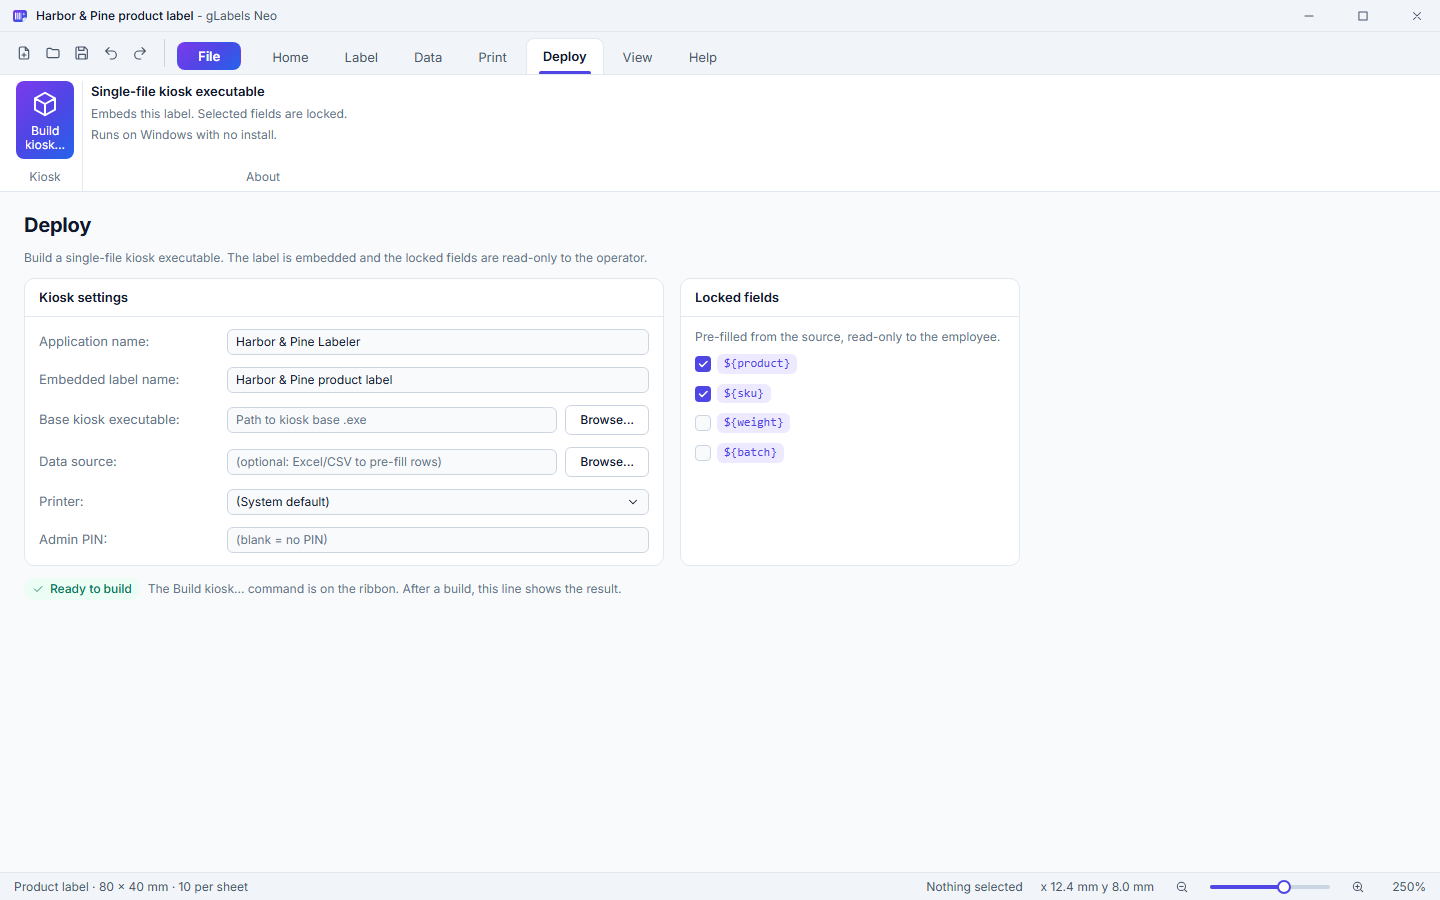 Harbor & Pine product label - gLabels Neo
File
Home
Label
Data
Print
Deploy
View
Help
Build
kiosk...
Kiosk
Single-file kiosk executable
Embeds this label. Selected fields are locked.
Runs on Windows with no install.
About
Deploy
Build a single-file kiosk executable. The label is embedded and the locked fields are read-only to the operator.
Kiosk settings
Application name:
Harbor & Pine Labeler
Embedded label name:
Harbor & Pine product label
Base kiosk executable:
Path to kiosk base .exe
Browse...
Data source:
(optional: Excel/CSV to pre-fill rows)
Browse...
Printer:
(System default)
Admin PIN:
(blank = no PIN)
Locked fields
Pre-filled from the source, read-only to the employee.
${product}
${sku}
${weight}
${batch}
Ready to build
The Build kiosk... command is on the ribbon. After a build, this line shows the result.
Product label · 80 × 40 mm · 10 per sheet
Nothing selected
x 12.4 mm y 8.0 mm
250%